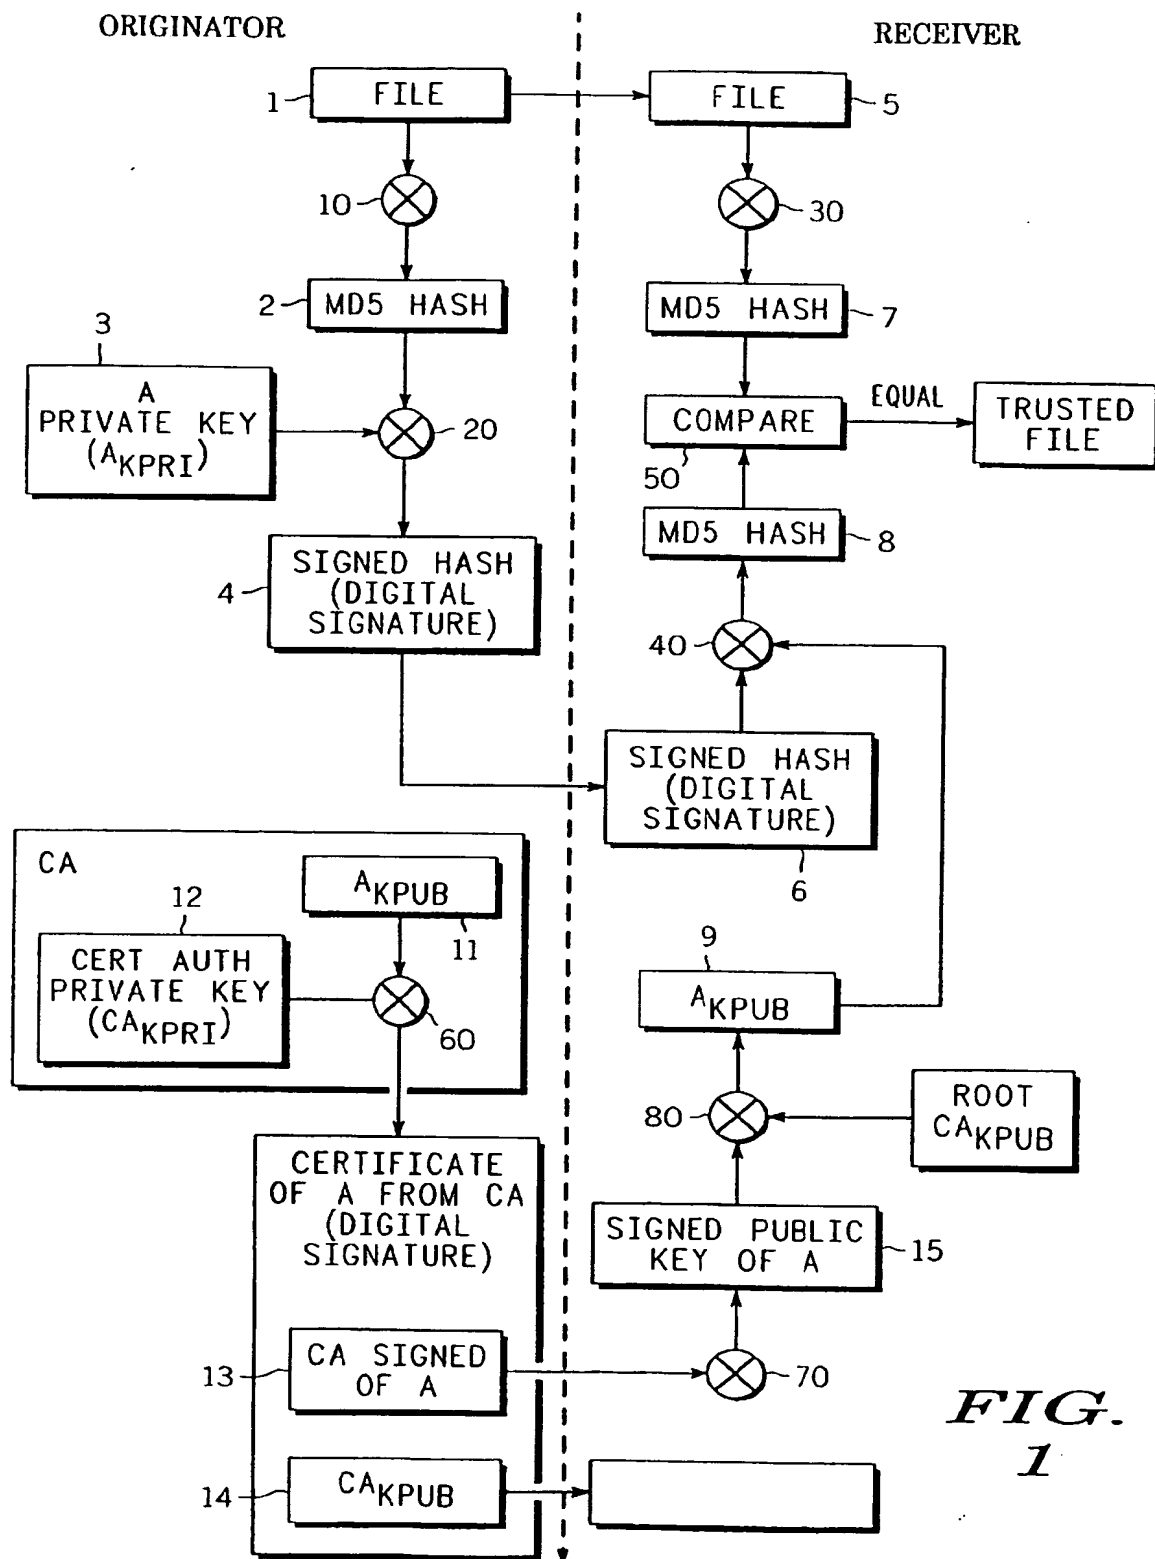 ORIGINATOR
RECEIVER
1
FILE
FILE
5
10
30
2
MD5 HASH
MD5 HASH
7
3
A
PRIVATE KEY
(AKPRI)
20
COMPARE
50
EQUAL
TRUSTED
FILE
MD5 HASH
8
4
SIGNED HASH
(DIGITAL
SIGNATURE)
40
SIGNED HASH
(DIGITAL
SIGNATURE)
6
CA
AKPUB
11
12
CERT AUTH
PRIVATE KEY
(CAKPRI)
60
9
AKPUB
80
ROOT
CAKPUB
CERTIFICATE
OF A FROM CA
(DIGITAL
SIGNATURE)
SIGNED PUBLIC
KEY OF A
15
13
CA SIGNED
OF A
70
14
CAKPUB
FIG.
1